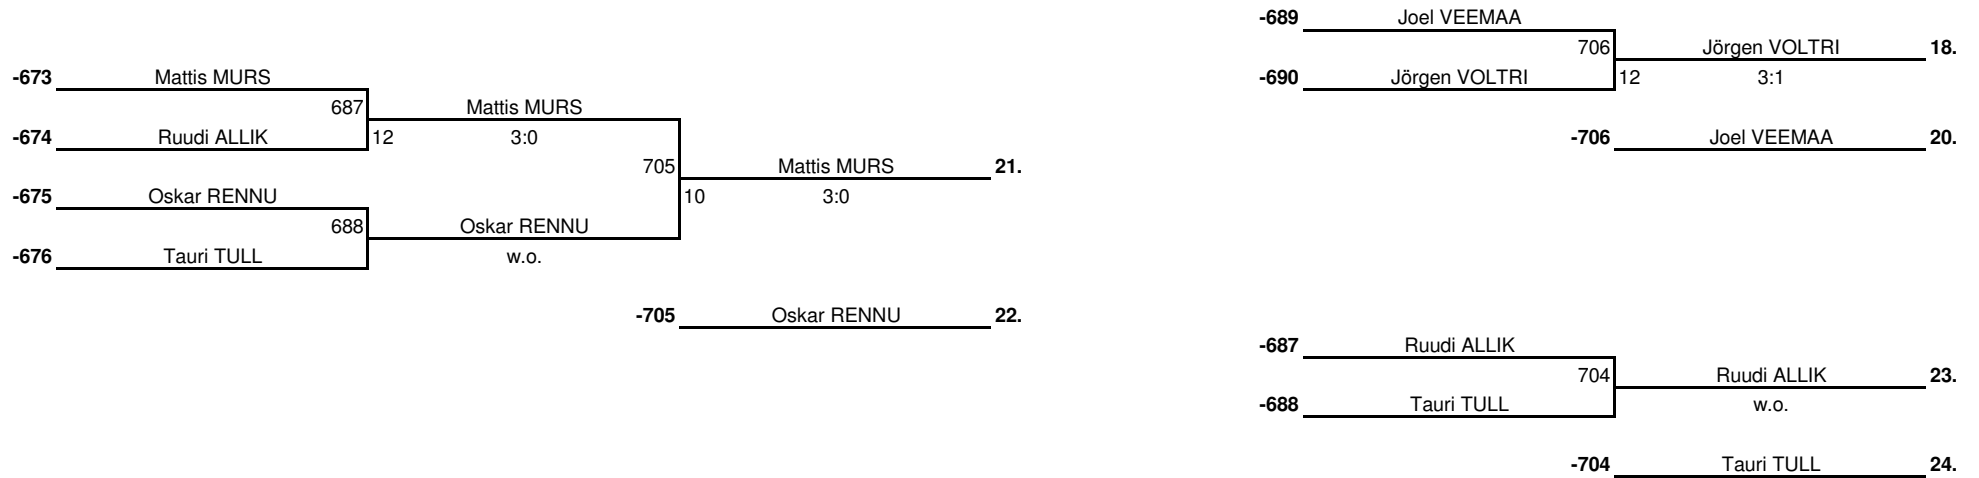 -689 Joel VEEMAA
706 Jörgen VOLTRI 18.
-690 Jörgen VOLTRI 12 3:1
-706 Joel VEEMAA 20.
-673 Mattis MURS
687 Mattis MURS
-674 Ruudi ALLIK 12 3:0
705 Mattis MURS 21.
-675 Oskar RENNU 10 3:0
688 Oskar RENNU
-676 Tauri TULL w.o.
-705 Oskar RENNU 22.
-687 Ruudi ALLIK
704 Ruudi ALLIK 23.
-688 Tauri TULL w.o.
-704 Tauri TULL 24.